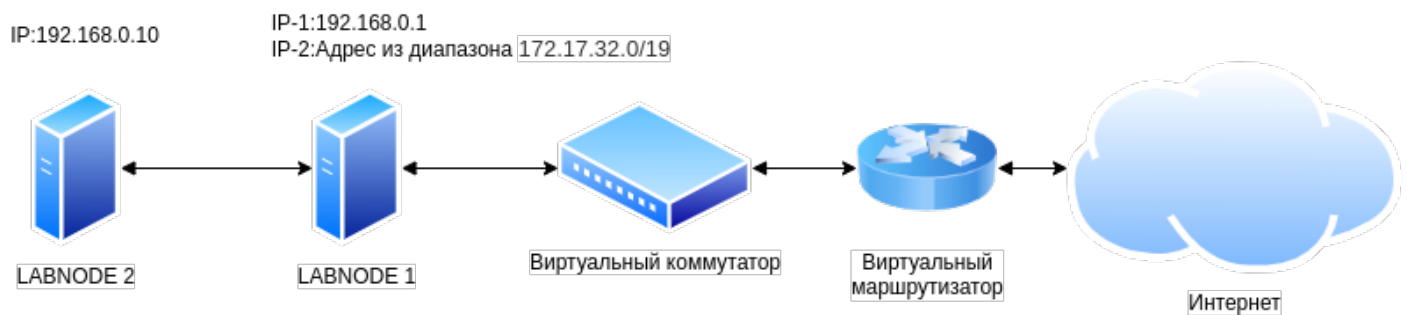 IP:192.168.0.10
IP-1:192.168.0.1
IP-2:Адрес из диапазона 172.17.32.0/19
LABNODE 2
LABNODE 1
Виртуальный коммутатор
Виртуальный
маршрутизатор
Интернет